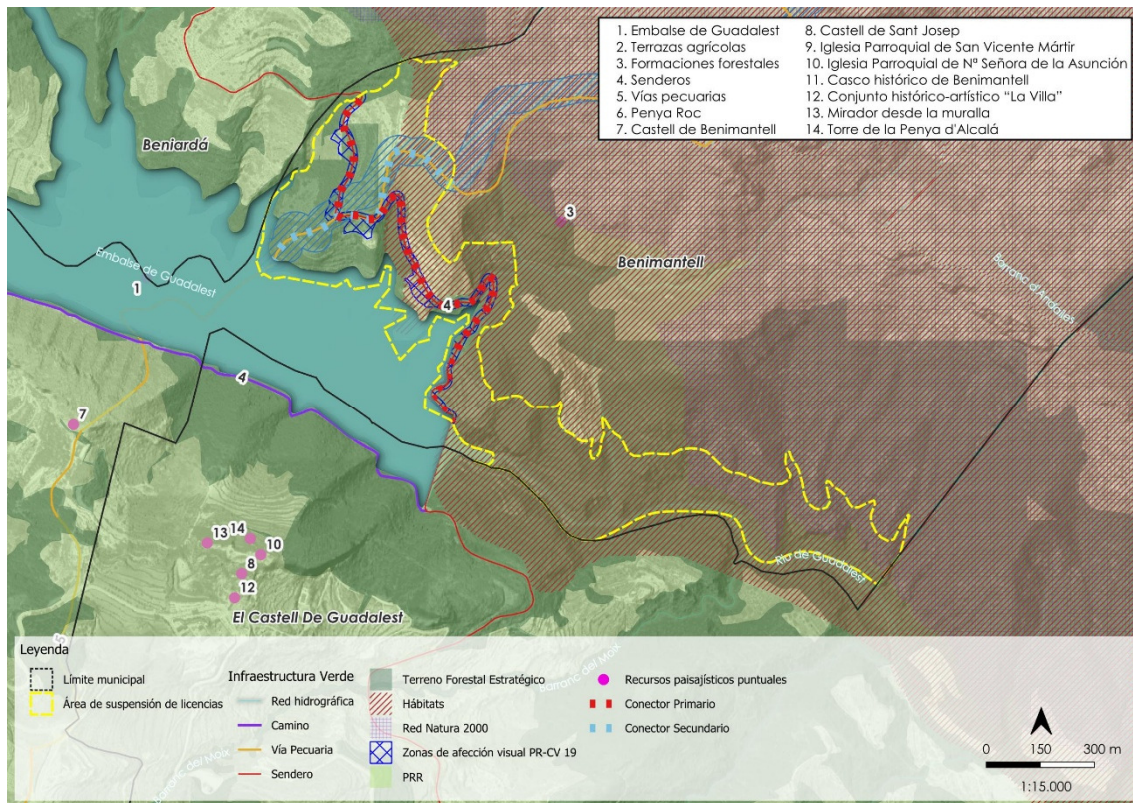 1. Embalse de Guadalest
2. Terrazas agrícolas
3. Formaciones forestales
4. Senderos
5. Vías pecuarias
6. Penya Roc
7. Castell de Benimantell
8. Castell de Sant Josep
9. Iglesia Parroquial de San Vicente Mártir
10. Iglesia Parroquial de Nª Señora de la Asunción
11. Casco histórico de Benimantell
12. Conjunto histórico-artístico "La Villa"
13. Mirador desde la muralla
14. Torre de la Penya d'Alcalá
Beniardá
3
Benimantell
Embalse de Guadalest
1
Barranc d'Andailes
4
4
7
13
14
10
8
12
Riu de Guadalest
El Castell De Guadalest
5
Barranc del Moix
Barranc del Moix
Leyenda
Límite municipal
Área de suspensión de licencias
Infraestructura Verde
Red hidrográfica
Camino
Vía Pecuaria
Sendero
Terreno Forestal Estratégico
Hábitats
Red Natura 2000
Zonas de afección visual PR-CV 19
PRR
Recursos paisajísticos puntuales
Conector Primario
Conector Secundario
0 150 300 m
1:15.000